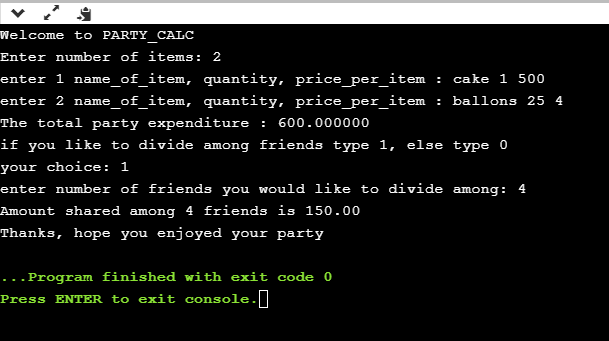 Welcome to PARTY_CALC
Enter number of items: 2
enter 1 name_of_item, quantity, price_per_item : cake 1 500
enter 2 name_of_item, quantity, price_per_item : ballons 25 4
The total party expenditure : 600.000000
if you like to divide among friends type 1, else type 0
your choice: 1
enter number of friends you would like to divide among: 4
Amount shared among 4 friends is 150.00
Thanks, hope you enjoyed your party
...Program finished with exit code 0
Press ENTER to exit console.